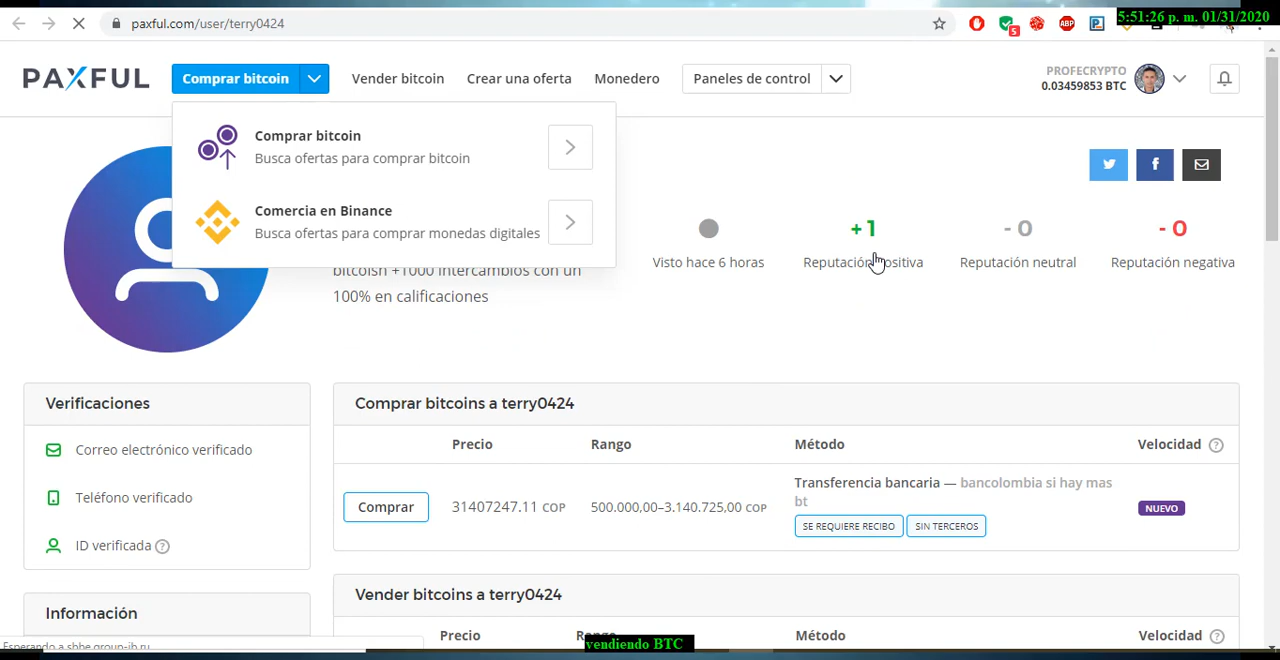 paxful.com/user/terry0424
5:51:26 p. m. 01/31/2020
5
ABP
PAXFUL
Comprar bitcoin
Vender bitcoin
Crear una oferta
Monedero
Paneles de control
PROFECRYPTO
0.03459853 BTC
Comprar bitcoin
Busca ofertas para comprar bitcoin
Comercia en Binance
Busca ofertas para comprar monedas digitales
bitcoisn +1000 intercambios con un
100% en calificaciones
+1
- 0
- 0
Visto hace 6 horas
Reputación positiva
Reputación neutral
Reputación negativa
Verificaciones
Correo electrónico verificado
Teléfono verificado
ID verificada ?
Información
Comprar bitcoins a terry0424
Precio
Rango
Método
Velocidad ?
Comprar
31407247.11 COP
500.000,00–3.140.725,00 COP
Transferencia bancaria — bancolombia si hay mas
bt
SE REQUIERE RECIBO
SIN TERCEROS
NUEVO
Vender bitcoins a terry0424
Precio
Método
Velocidad ?
vendiendo BTC